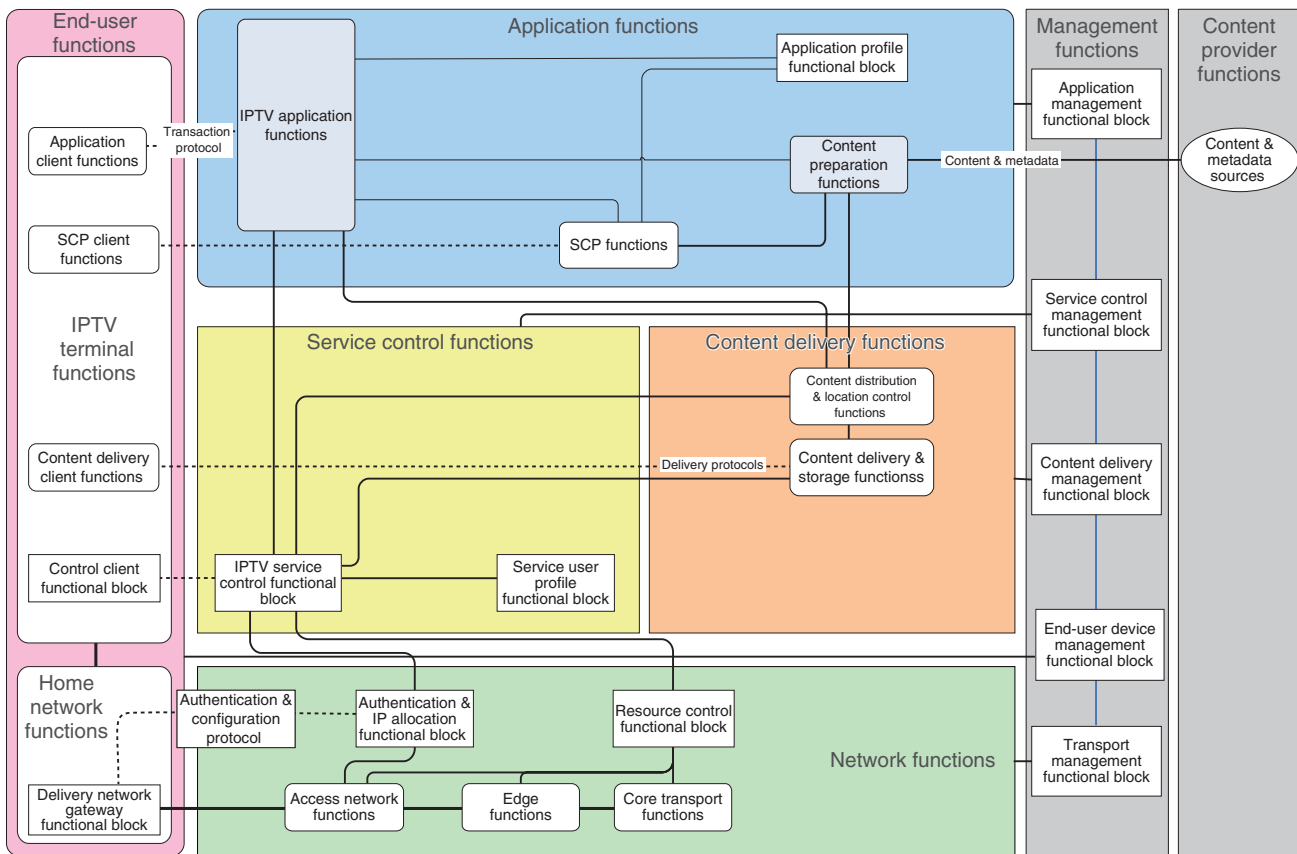 End-user
functions
Application functions
Management
functions
Content
provider
functions
Application profile
functional block
Application
management
functional block
IPTV application
functions
Transaction
protocol
Application
client functions
Content
preparation
functions
Content & metadata
Content &
metadata
sources
SCP client
functions
SCP functions
IPTV
terminal
functions
Service control functions
Content delivery functions
Service control
management
functional block
Content distribution
& location control
functions
Content delivery
client functions
Delivery protocols
Content delivery &
storage functionss
Content delivery
management
functional block
Control client
functional block
IPTV service
control functional
block
Service user
profile
functional block
End-user device
management
functional block
Home
network
functions
Authentication &
configuration
protocol
Authentication &
IP allocation
functional block
Resource control
functional block
Network functions
Transport
management
functional block
Delivery network
gateway
functional block
Access network
functions
Edge
functions
Core transport
functions